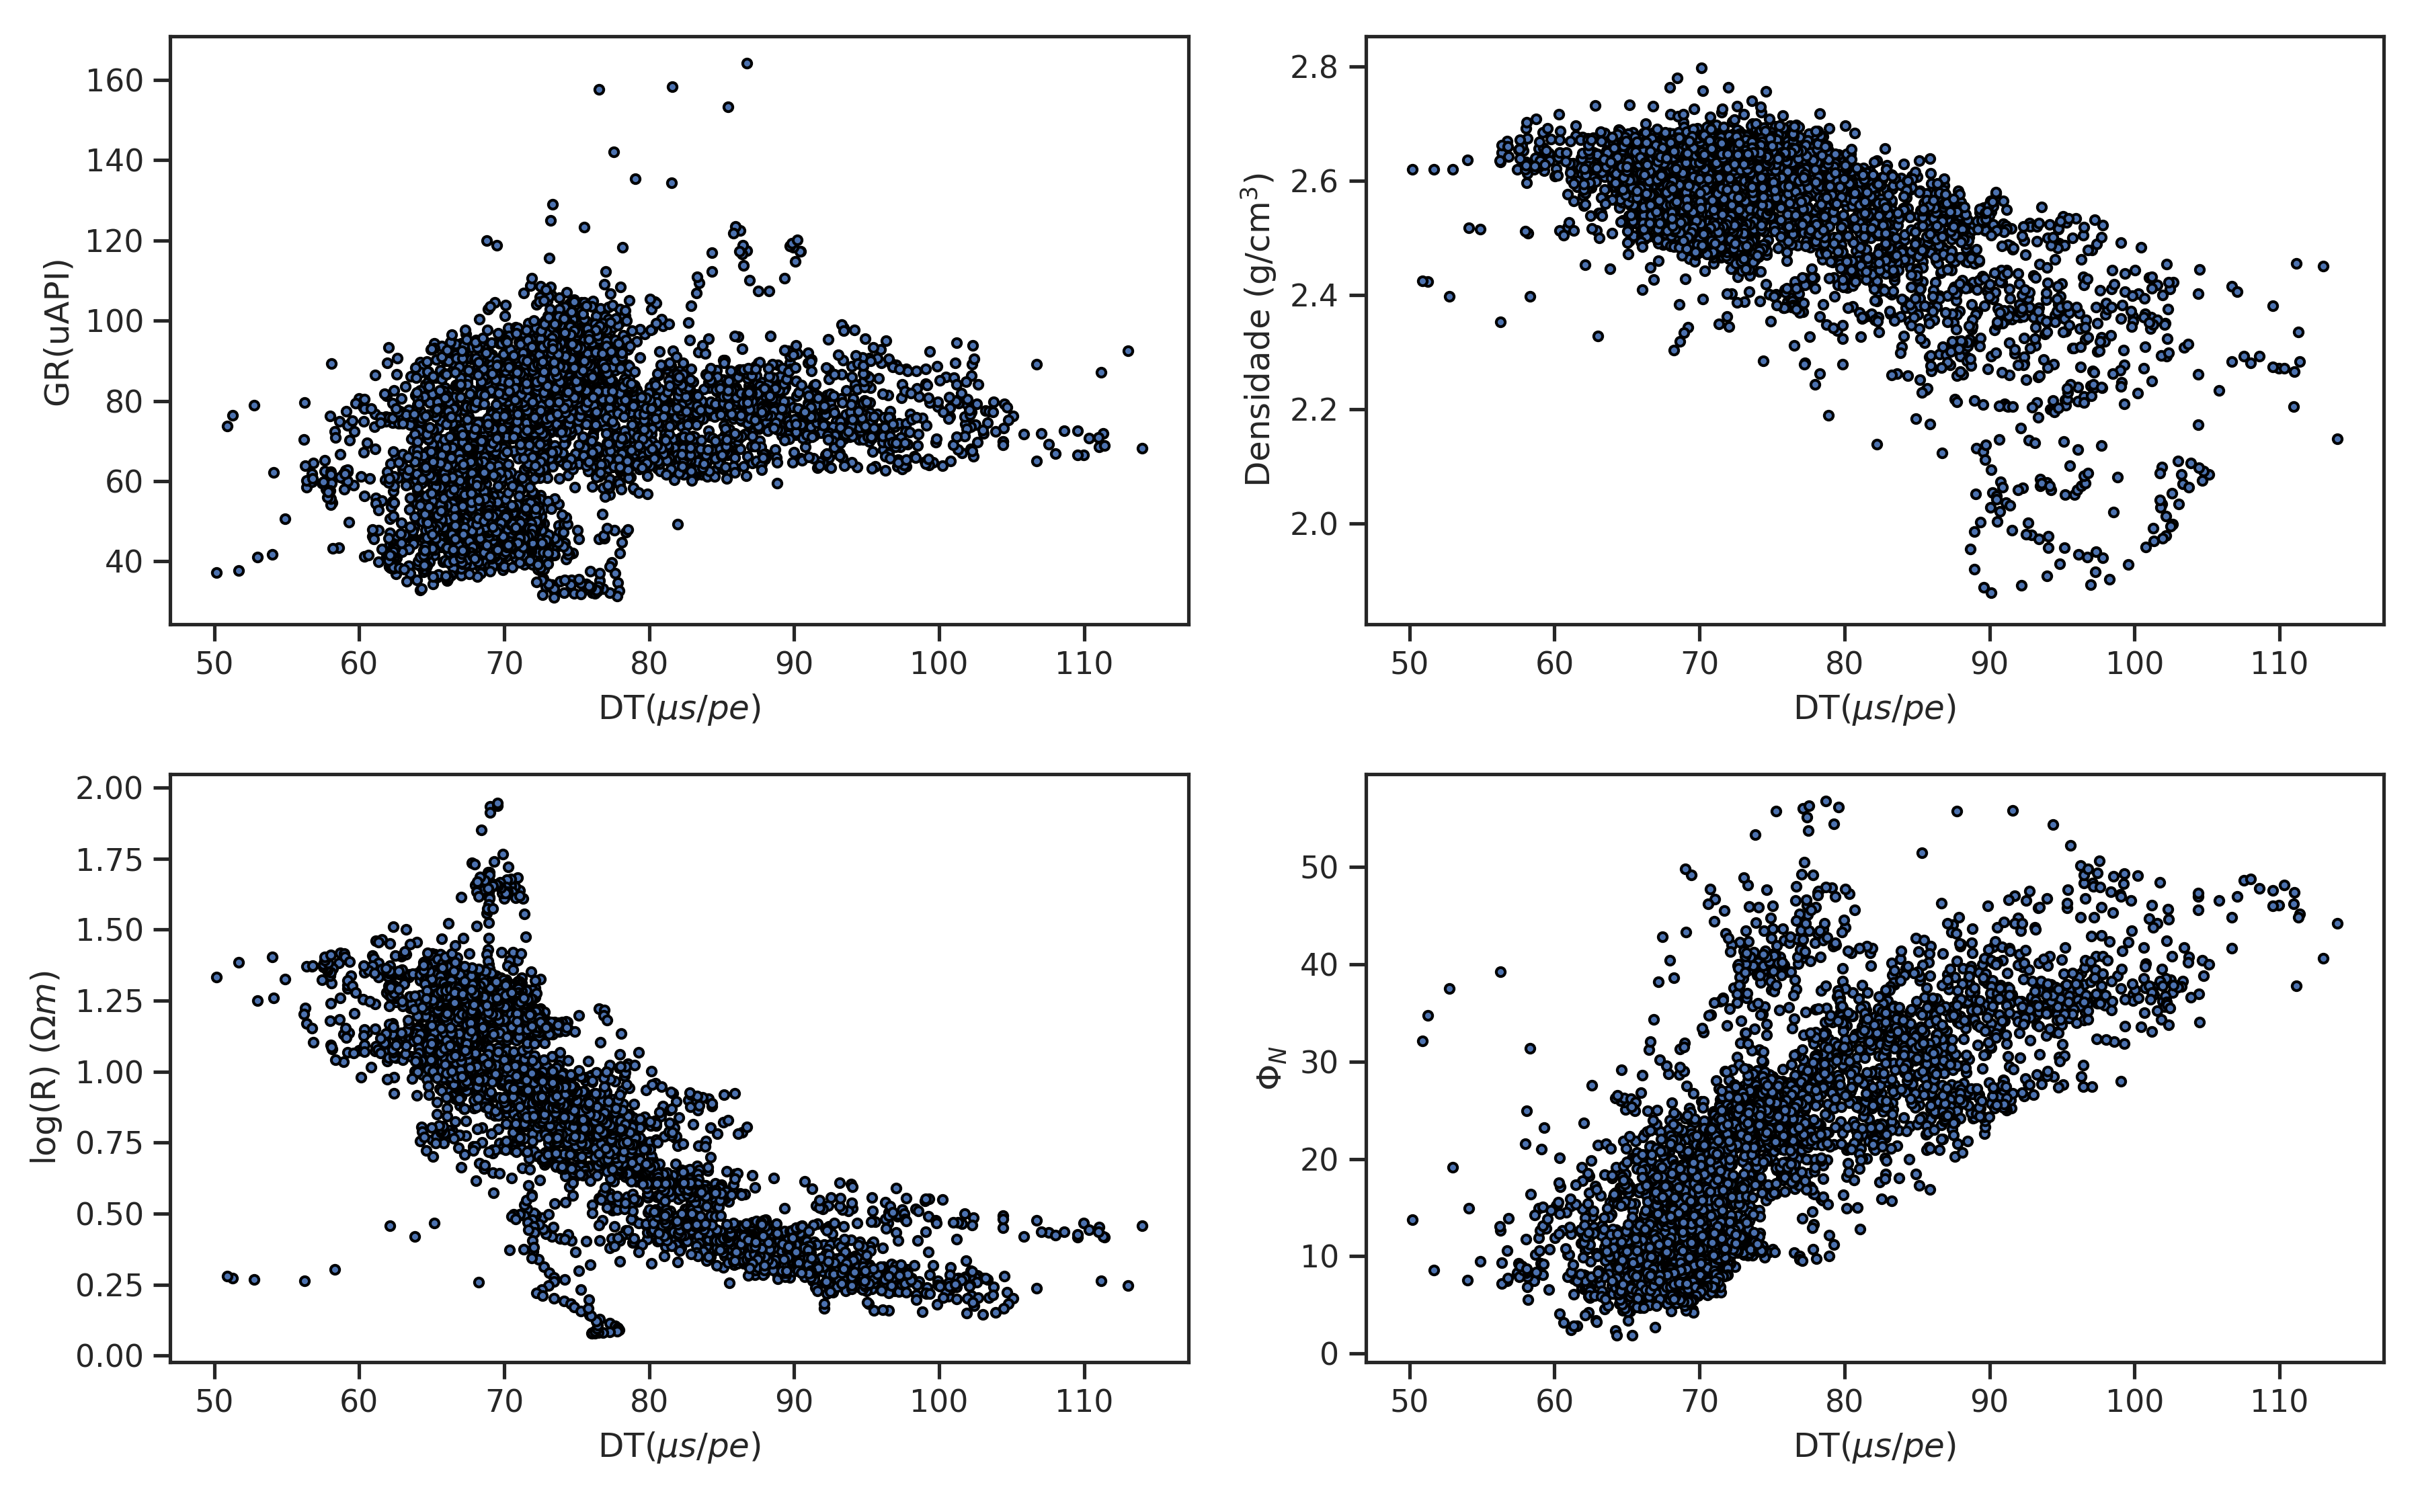 GR(uAPI)
160
140
120
100
80
60
40
50 60 70 80 90 100 110
DT(μs/pe)
Densidade (g/cm³)
2.8
2.6
2.4
2.2
2.0
50 60 70 80 90 100 110
DT(μs/pe)
log(R) (Ωm)
2.00
1.75
1.50
1.25
1.00
0.75
0.50
0.25
0.00
50 60 70 80 90 100 110
DT(μs/pe)
Φ_N
50
40
30
20
10
0
50 60 70 80 90 100 110
DT(μs/pe)